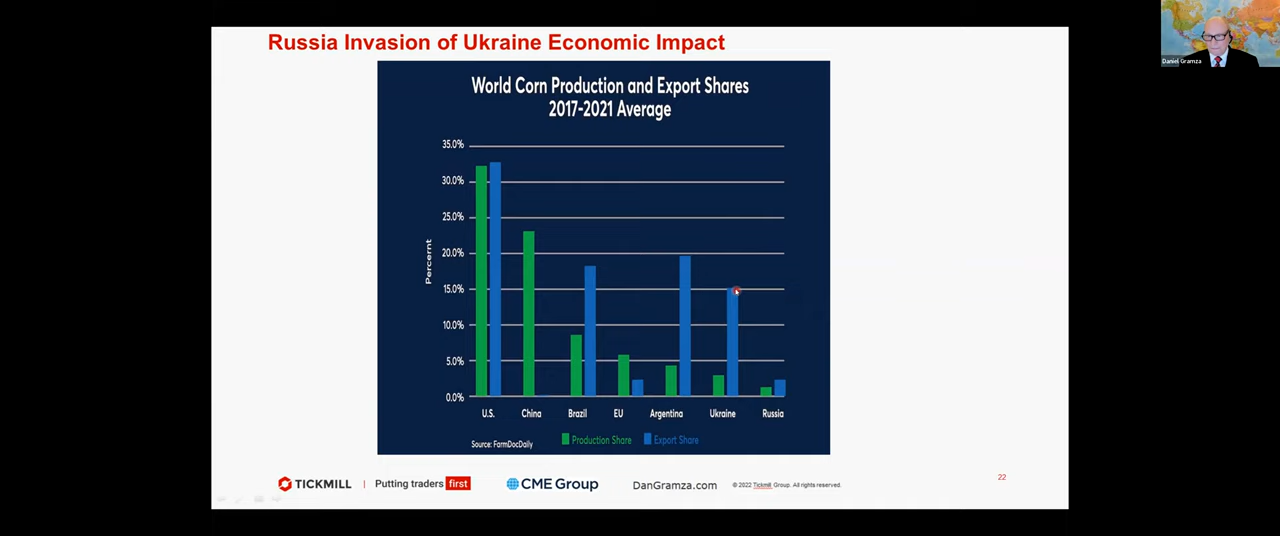 Russia Invasion of Ukraine Economic Impact
Daniel Gramza
World Corn Production and Export Shares
2017-2021 Average
35.0%
30.0%
25.0%
20.0%
15.0%
10.0%
5.0%
0.0%
Percernt
U.S. China Brazil EU Argentina Ukraine Russia
Production Share Export Share
Source: FarmDocDaily
TICKMILL | Putting traders first CME Group DanGramza.com © 2022 Tickmill Group. All rights reserved.
22